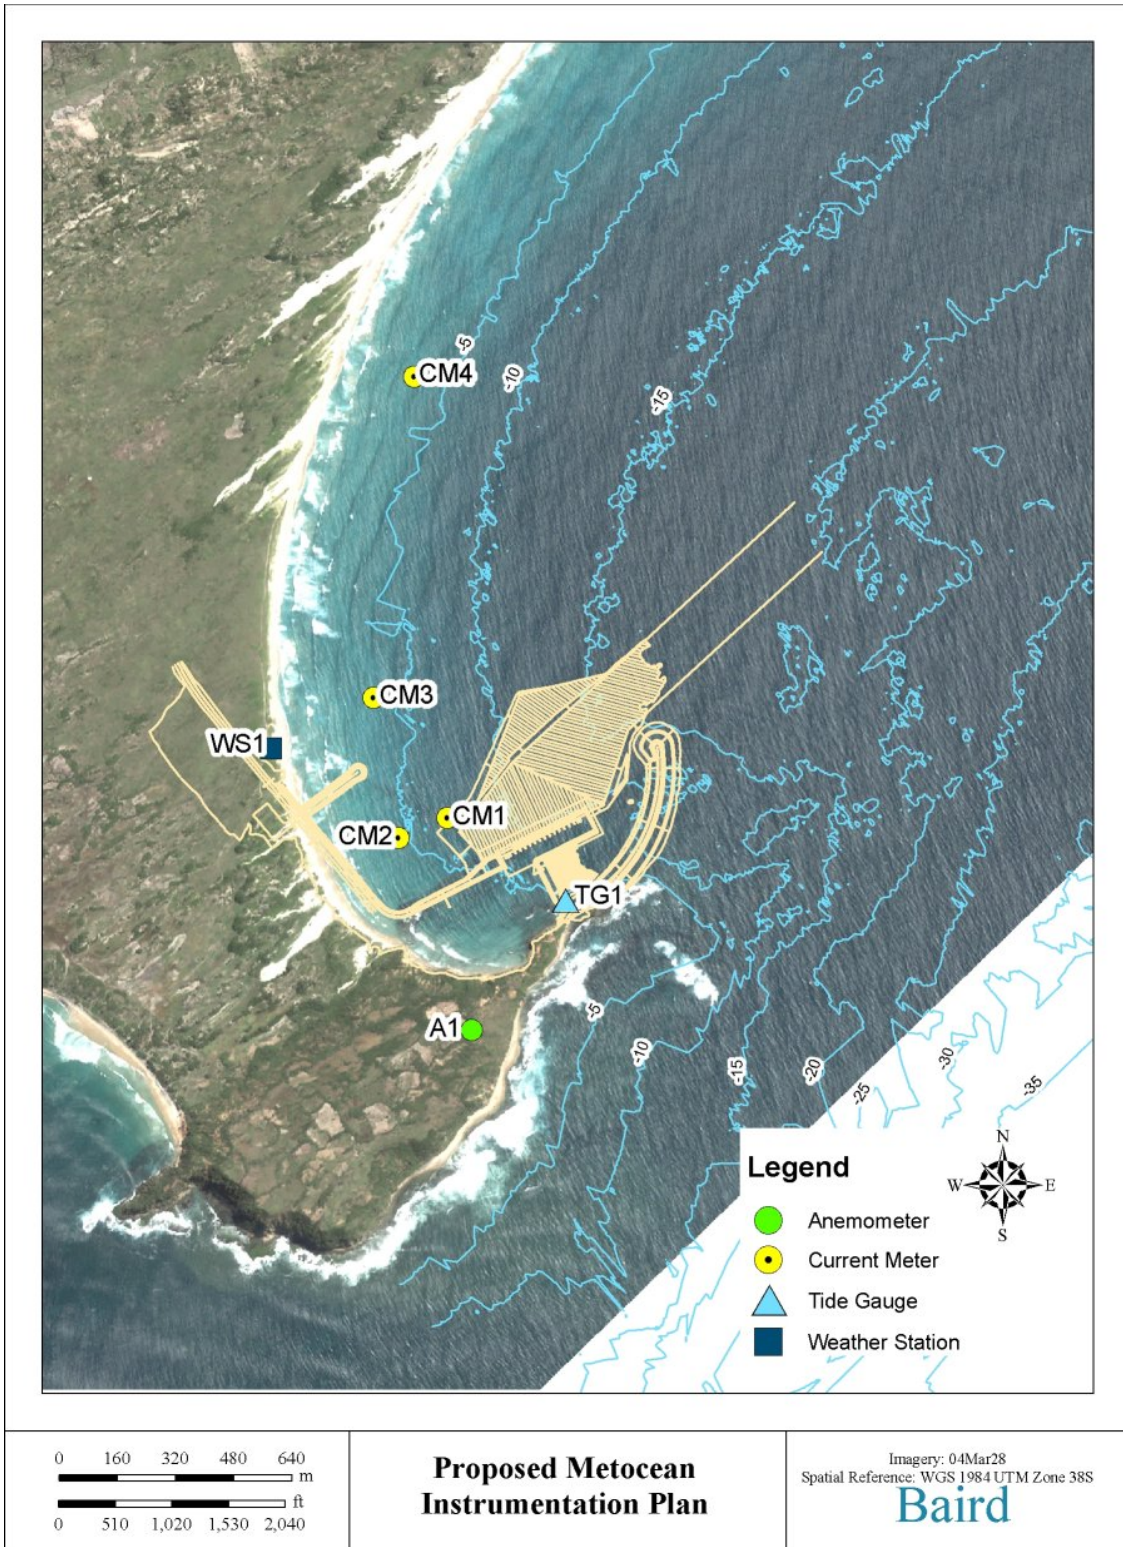 -5
-10
CM4
-15
CM3
WS1
CM1
CM2
TG1
A1
-5
-10
-15
-20
-25
-30
-35
Legend
N
W E
S
Anemometer
Current Meter
Tide Gauge
Weather Station
0 160 320 480 640
m
ft
0 510 1,020 1,530 2,040
Proposed Metocean
Instrumentation Plan
Imagery: 04Mar28
Spatial Reference: WGS 1984 UTM Zone 38S
Baird